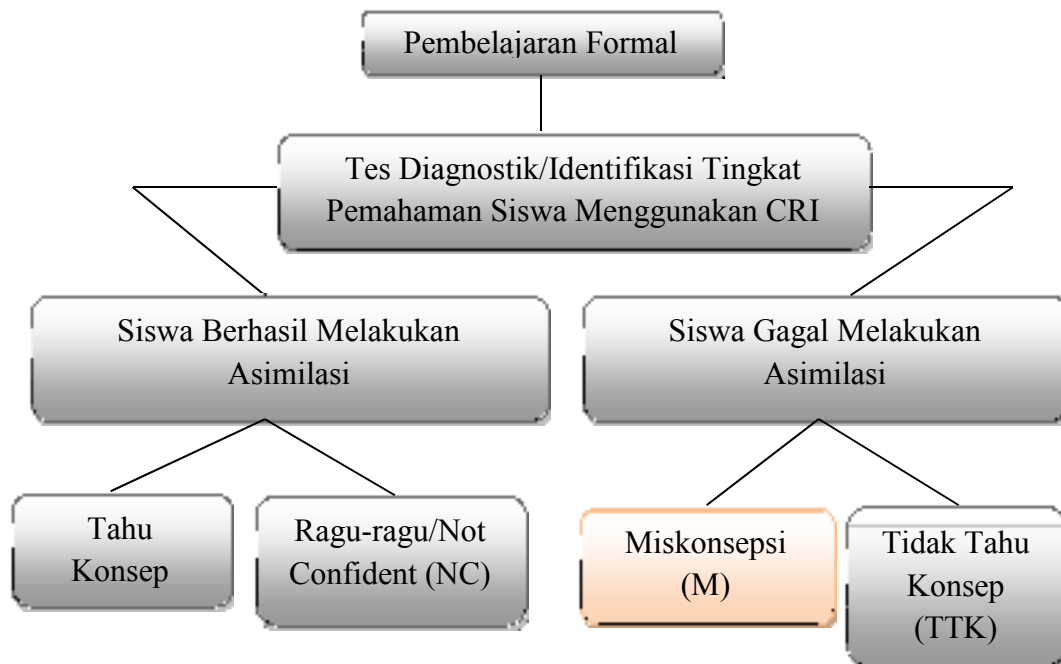 Pembelajaran Formal
Tes Diagnostik/Identifikasi Tingkat
Pemahaman Siswa Menggunakan CRI
Siswa Berhasil Melakukan
Asimilasi
Siswa Gagal Melakukan
Asimilasi
Tahu
Konsep
Ragu-ragu/Not
Confident (NC)
Miskonsepsi
(M)
Tidak Tahu
Konsep
(TTK)